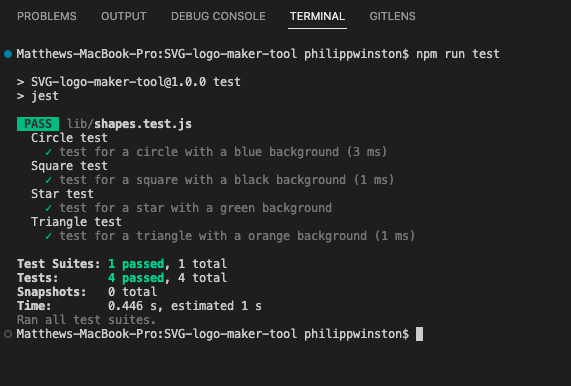 PROBLEMS OUTPUT DEBUG CONSOLE TERMINAL GITLENS
Matthews-MacBook-Pro:SVG-logo-maker-tool philippwinston$ npm run test
> SVG-logo-maker-tool@1.0.0 test
> jest
PASS lib/shapes.test.js
Circle test
✓ test for a circle with a blue background (3 ms)
Square test
✓ test for a square with a black background (1 ms)
Star test
✓ test for a star with a green background
Triangle test
✓ test for a triangle with a orange background (1 ms)
Test Suites: 1 passed, 1 total
Tests: 4 passed, 4 total
Snapshots: 0 total
Time: 0.446 s, estimated 1 s
Ran all test suites.
Matthews-MacBook-Pro:SVG-logo-maker-tool philippwinston$